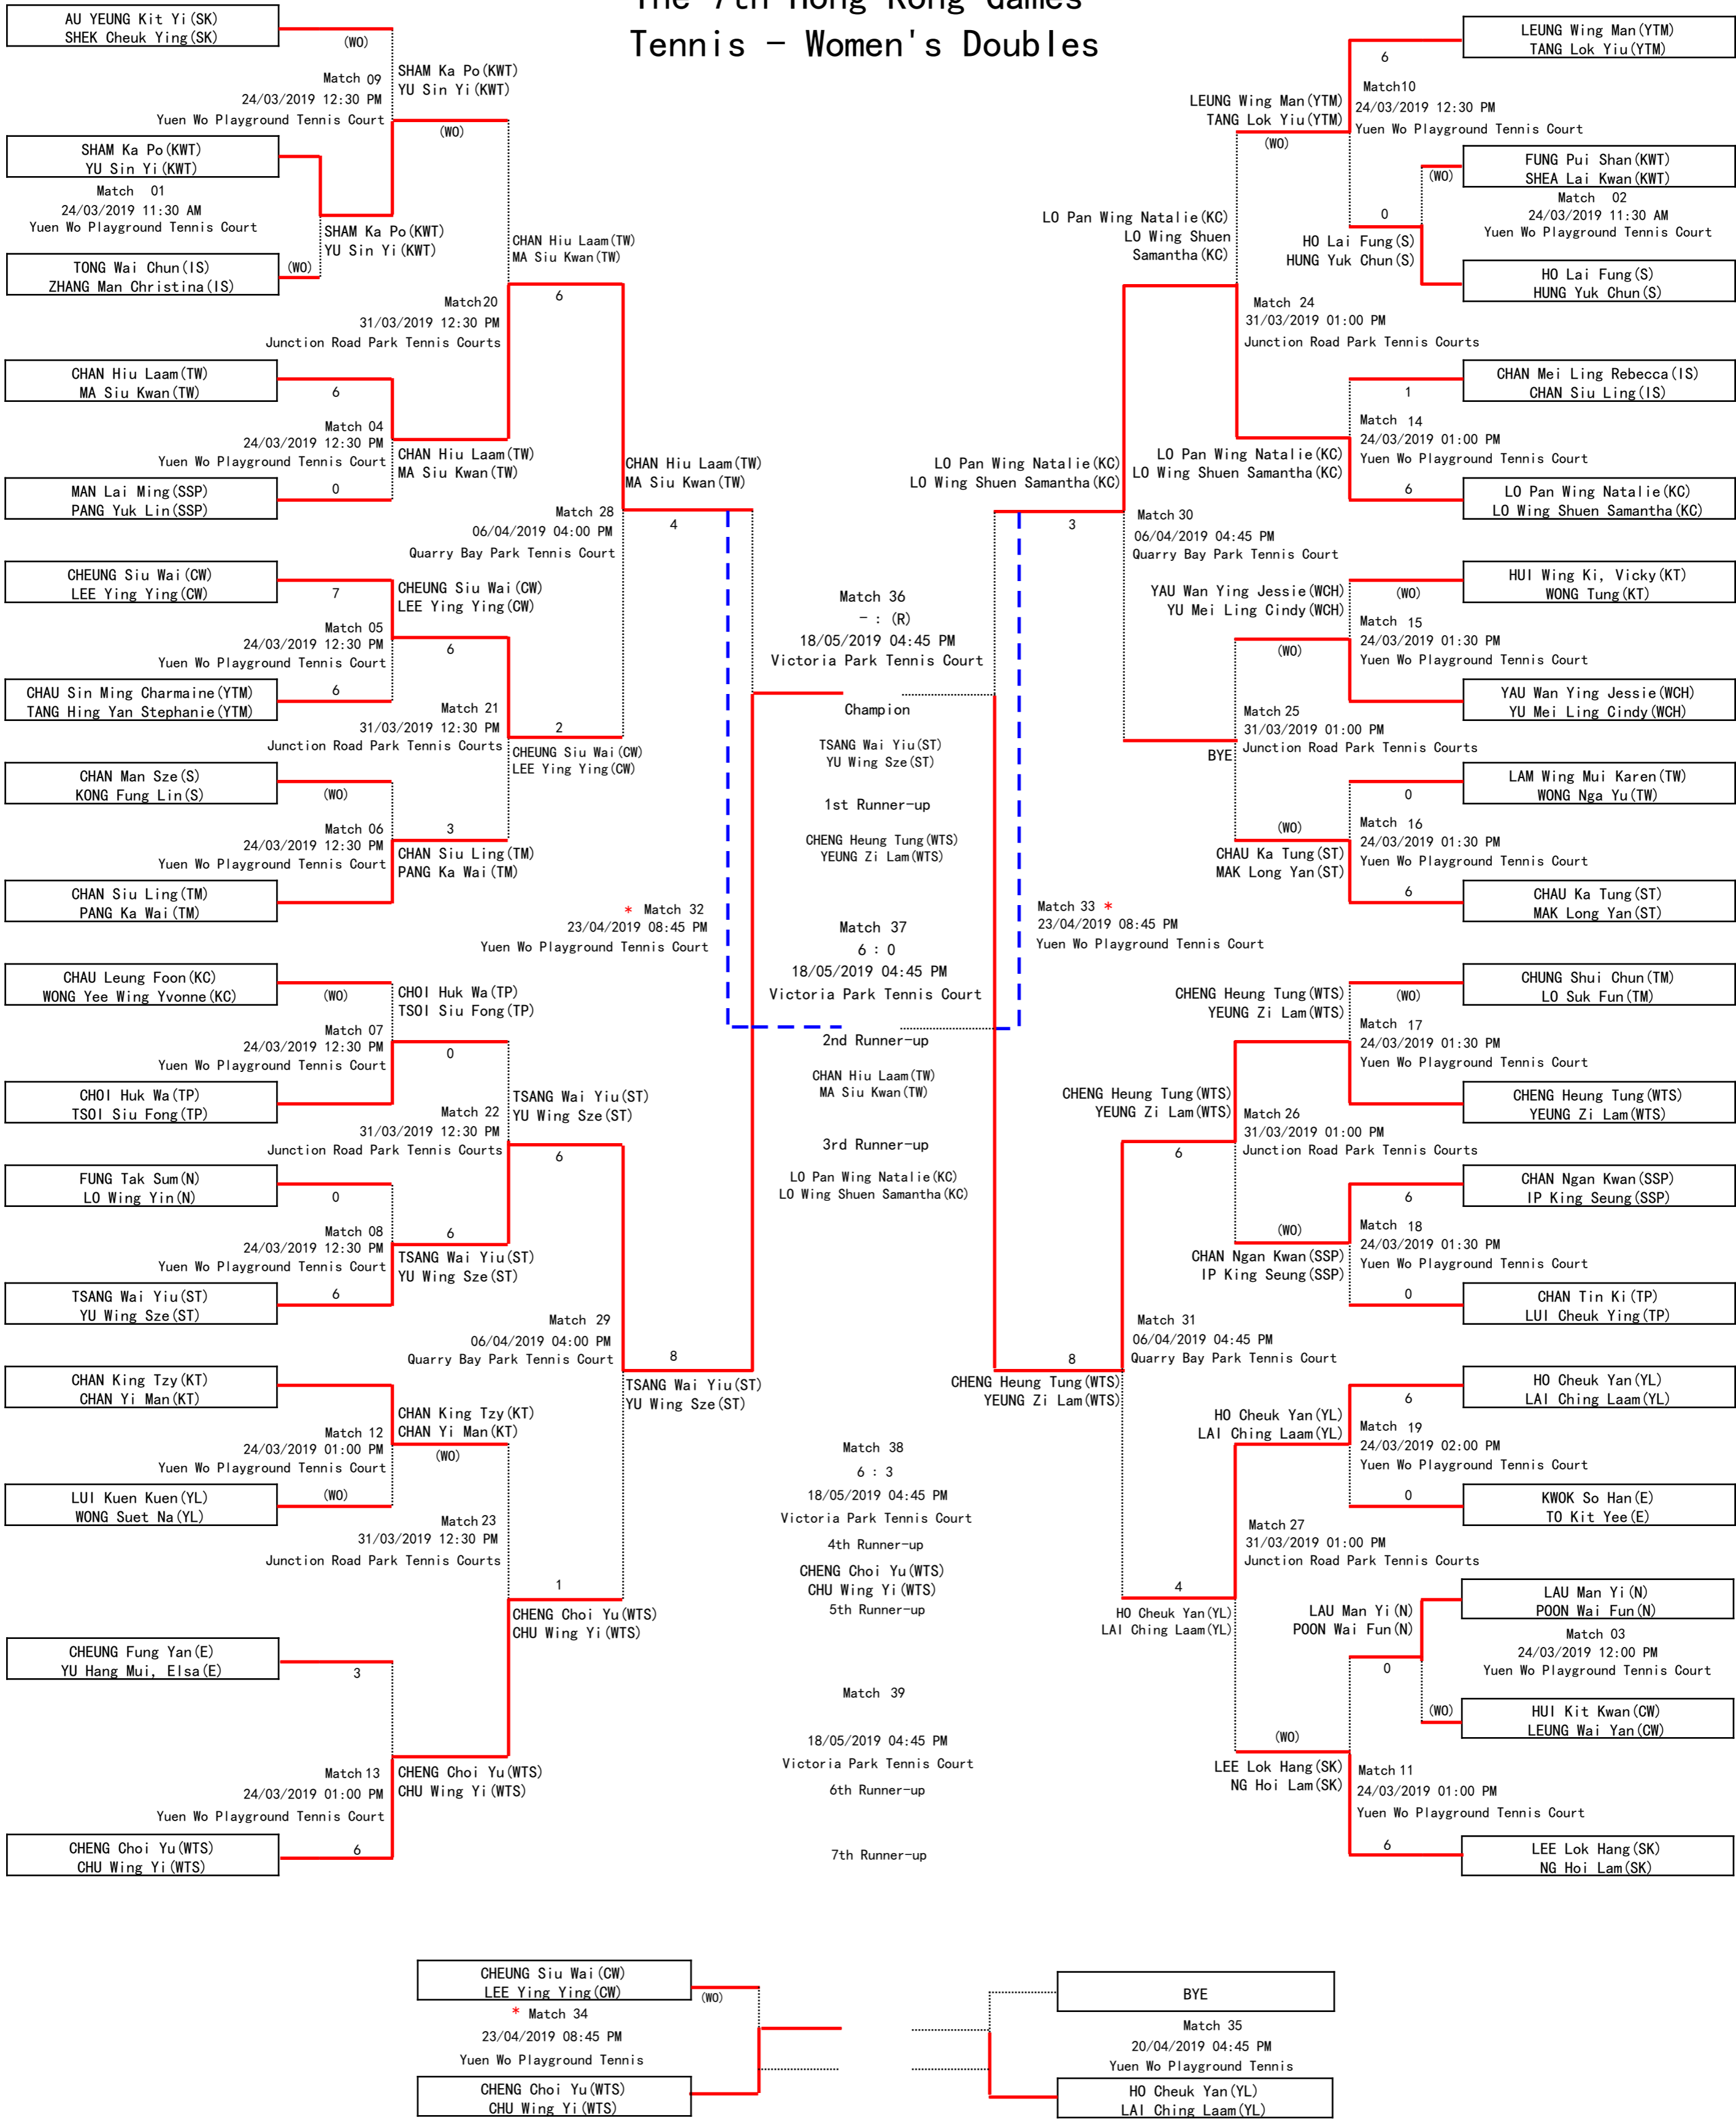 The 7th Hong Kong Games
Tennis - Women's Doubles
AU YEUNG Kit Yi(SK)
SHEK Cheuk Ying(SK)
(WO)
Match 09
24/03/2019 12:30 PM
Yuen Wo Playground Tennis Court
SHAM Ka Po(KWT)
YU Sin Yi(KWT)
(WO)
SHAM Ka Po(KWT)
YU Sin Yi(KWT)
Match 01
24/03/2019 11:30 AM
Yuen Wo Playground Tennis Court
SHAM Ka Po(KWT)
YU Sin Yi(KWT)
TONG Wai Chun(IS)
ZHANG Man Christina(IS)
(WO)
CHAN Hiu Laam(TW)
MA Siu Kwan(TW)
6
Match20
31/03/2019 12:30 PM
Junction Road Park Tennis Courts
CHAN Hiu Laam(TW)
MA Siu Kwan(TW)
6
Match 04
24/03/2019 12:30 PM
Yuen Wo Playground Tennis Court
CHAN Hiu Laam(TW)
MA Siu Kwan(TW)
MAN Lai Ming(SSP)
PANG Yuk Lin(SSP)
0
CHAN Hiu Laam(TW)
MA Siu Kwan(TW)
4
Match 28
06/04/2019 04:00 PM
Quarry Bay Park Tennis Court
CHEUNG Siu Wai(CW)
LEE Ying Ying(CW)
7
CHEUNG Siu Wai(CW)
LEE Ying Ying(CW)
6
Match 05
24/03/2019 12:30 PM
Yuen Wo Playground Tennis Court
CHAU Sin Ming Charmaine(YTM)
TANG Hing Yan Stephanie(YTM)
6
Match 21
31/03/2019 12:30 PM
Junction Road Park Tennis Courts
2
CHEUNG Siu Wai(CW)
LEE Ying Ying(CW)
CHAN Man Sze(S)
KONG Fung Lin(S)
(WO)
Match 06
24/03/2019 12:30 PM
Yuen Wo Playground Tennis Court
3
CHAN Siu Ling(TM)
PANG Ka Wai(TM)
CHAN Siu Ling(TM)
PANG Ka Wai(TM)
* Match 32
23/04/2019 08:45 PM
Yuen Wo Playground Tennis Court
CHAU Leung Foon(KC)
WONG Yee Wing Yvonne(KC)
(WO)
CHOI Huk Wa(TP)
TSOI Siu Fong(TP)
0
Match 07
24/03/2019 12:30 PM
Yuen Wo Playground Tennis Court
CHOI Huk Wa(TP)
TSOI Siu Fong(TP)
TSANG Wai Yiu(ST)
YU Wing Sze(ST)
6
Match 22
31/03/2019 12:30 PM
Junction Road Park Tennis Courts
FUNG Tak Sum(N)
LO Wing Yin(N)
0
Match 08
24/03/2019 12:30 PM
Yuen Wo Playground Tennis Court
6
TSANG Wai Yiu(ST)
YU Wing Sze(ST)
TSANG Wai Yiu(ST)
YU Wing Sze(ST)
6
Match 29
06/04/2019 04:00 PM
Quarry Bay Park Tennis Court
8
TSANG Wai Yiu(ST)
YU Wing Sze(ST)
CHAN King Tzy(KT)
CHAN Yi Man(KT)
CHAN King Tzy(KT)
CHAN Yi Man(KT)
(WO)
Match 12
24/03/2019 01:00 PM
Yuen Wo Playground Tennis Court
LUI Kuen Kuen(YL)
WONG Suet Na(YL)
(WO)
Match 23
31/03/2019 12:30 PM
Junction Road Park Tennis Courts
1
CHENG Choi Yu(WTS)
CHU Wing Yi(WTS)
CHEUNG Fung Yan(E)
YU Hang Mui, Elsa(E)
3
Match 13
24/03/2019 01:00 PM
Yuen Wo Playground Tennis Court
CHENG Choi Yu(WTS)
CHU Wing Yi(WTS)
CHENG Choi Yu(WTS)
CHU Wing Yi(WTS)
6
Match 36
- : (R)
18/05/2019 04:45 PM
Victoria Park Tennis Court
Champion
TSANG Wai Yiu(ST)
YU Wing Sze(ST)
1st Runner-up
CHENG Heung Tung(WTS)
YEUNG Zi Lam(WTS)
Match 37
6 : 0
18/05/2019 04:45 PM
Victoria Park Tennis Court
2nd Runner-up
CHAN Hiu Laam(TW)
MA Siu Kwan(TW)
3rd Runner-up
LO Pan Wing Natalie(KC)
LO Wing Shuen Samantha(KC)
Match 38
6 : 3
18/05/2019 04:45 PM
Victoria Park Tennis Court
4th Runner-up
CHENG Choi Yu(WTS)
CHU Wing Yi(WTS)
5th Runner-up
Match 39
18/05/2019 04:45 PM
Victoria Park Tennis Court
6th Runner-up
7th Runner-up
LEUNG Wing Man(YTM)
TANG Lok Yiu(YTM)
6
Match10
24/03/2019 12:30 PM
Yuen Wo Playground Tennis Court
LEUNG Wing Man(YTM)
TANG Lok Yiu(YTM)
(WO)
FUNG Pui Shan(KWT)
SHEA Lai Kwan(KWT)
(WO)
Match 02
24/03/2019 11:30 AM
Yuen Wo Playground Tennis Court
0
HO Lai Fung(S)
HUNG Yuk Chun(S)
HO Lai Fung(S)
HUNG Yuk Chun(S)
LO Pan Wing Natalie(KC)
LO Wing Shuen
Samantha(KC)
Match 24
31/03/2019 01:00 PM
Junction Road Park Tennis Courts
CHAN Mei Ling Rebecca(IS)
CHAN Siu Ling(IS)
1
Match 14
24/03/2019 01:00 PM
Yuen Wo Playground Tennis Court
LO Pan Wing Natalie(KC)
LO Wing Shuen Samantha(KC)
6
LO Pan Wing Natalie(KC)
LO Wing Shuen Samantha(KC)
LO Pan Wing Natalie(KC)
LO Wing Shuen Samantha(KC)
3
Match 30
06/04/2019 04:45 PM
Quarry Bay Park Tennis Court
HUI Wing Ki, Vicky(KT)
WONG Tung(KT)
(WO)
YAU Wan Ying Jessie(WCH)
YU Mei Ling Cindy(WCH)
(WO)
Match 15
24/03/2019 01:30 PM
Yuen Wo Playground Tennis Court
YAU Wan Ying Jessie(WCH)
YU Mei Ling Cindy(WCH)
Match 25
31/03/2019 01:00 PM
Junction Road Park Tennis Courts
BYE
LAM Wing Mui Karen(TW)
WONG Nga Yu(TW)
0
Match 16
24/03/2019 01:30 PM
Yuen Wo Playground Tennis Court
(WO)
CHAU Ka Tung(ST)
MAK Long Yan(ST)
6
CHAU Ka Tung(ST)
MAK Long Yan(ST)
Match 33 *
23/04/2019 08:45 PM
Yuen Wo Playground Tennis Court
CHUNG Shui Chun(TM)
LO Suk Fun(TM)
(WO)
CHENG Heung Tung(WTS)
YEUNG Zi Lam(WTS)
Match 17
24/03/2019 01:30 PM
Yuen Wo Playground Tennis Court
CHENG Heung Tung(WTS)
YEUNG Zi Lam(WTS)
CHENG Heung Tung(WTS)
YEUNG Zi Lam(WTS)
6
Match 26
31/03/2019 01:00 PM
Junction Road Park Tennis Courts
CHAN Ngan Kwan(SSP)
IP King Seung(SSP)
6
Match 18
24/03/2019 01:30 PM
Yuen Wo Playground Tennis Court
(WO)
CHAN Ngan Kwan(SSP)
IP King Seung(SSP)
0
CHAN Tin Ki(TP)
LUI Cheuk Ying(TP)
Match 31
06/04/2019 04:45 PM
Quarry Bay Park Tennis Court
8
CHENG Heung Tung(WTS)
YEUNG Zi Lam(WTS)
HO Cheuk Yan(YL)
LAI Ching Laam(YL)
6
HO Cheuk Yan(YL)
LAI Ching Laam(YL)
Match 19
24/03/2019 02:00 PM
Yuen Wo Playground Tennis Court
0
KWOK So Han(E)
TO Kit Yee(E)
Match 27
31/03/2019 01:00 PM
Junction Road Park Tennis Courts
4
HO Cheuk Yan(YL)
LAI Ching Laam(YL)
LAU Man Yi(N)
POON Wai Fun(N)
LAU Man Yi(N)
POON Wai Fun(N)
Match 03
24/03/2019 12:00 PM
Yuen Wo Playground Tennis Court
0
(WO)
HUI Kit Kwan(CW)
LEUNG Wai Yan(CW)
(WO)
LEE Lok Hang(SK)
NG Hoi Lam(SK)
Match 11
24/03/2019 01:00 PM
Yuen Wo Playground Tennis Court
6
LEE Lok Hang(SK)
NG Hoi Lam(SK)
CHEUNG Siu Wai(CW)
LEE Ying Ying(CW)
(WO)
* Match 34
23/04/2019 08:45 PM
Yuen Wo Playground Tennis
CHENG Choi Yu(WTS)
CHU Wing Yi(WTS)
BYE
Match 35
20/04/2019 04:45 PM
Yuen Wo Playground Tennis
HO Cheuk Yan(YL)
LAI Ching Laam(YL)